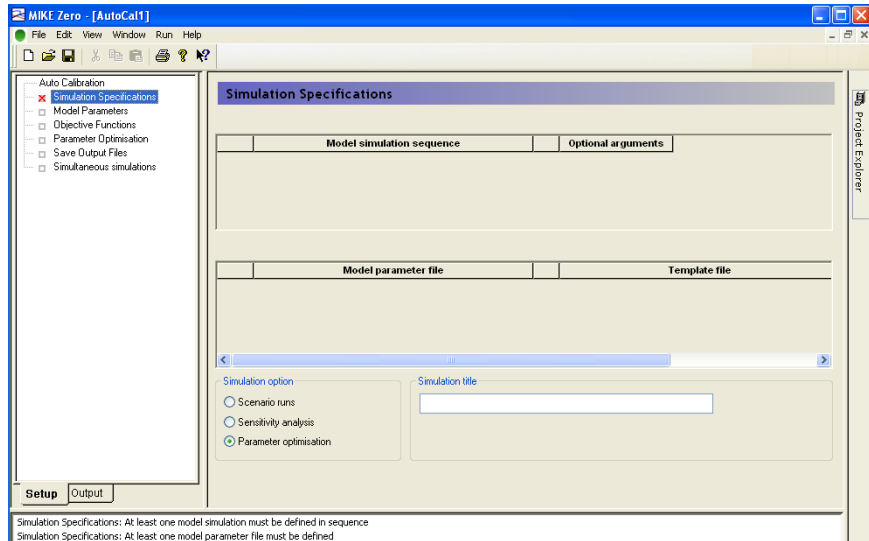 MIKE Zero - [AutoCal1]
File Edit View Window Run Help
Auto Calibration
Simulation Specifications
Model Parameters
Objective Functions
Parameter Optimisation
Save Output Files
Simultaneous simulations
Setup Output
Simulation Specifications
Model simulation sequence Optional arguments
Model parameter file Template file
Simulation option
Scenario runs
Sensitivity analysis
Parameter optimisation
Simulation title
Project Explorer
Simulation Specifications: At least one model simulation must be defined in sequence
Simulation Specifications: At least one model parameter file must be defined